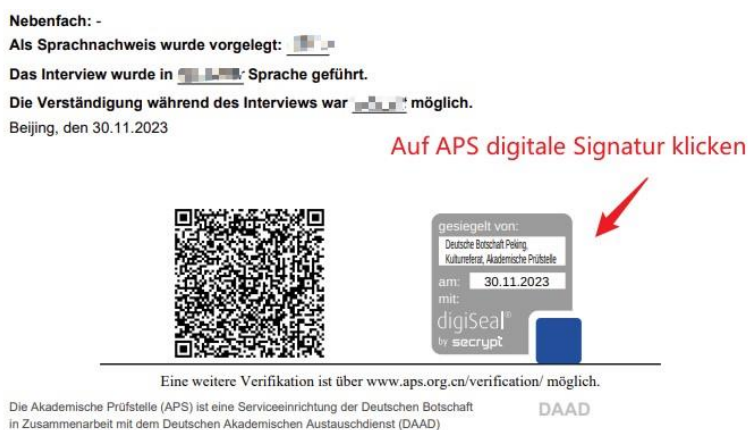 Nebenfach: -
Als Sprachnachweis wurde vorgelegt:
Das Interview wurde in Sprache geführt.
Die Verständigung während des Interviews war möglich.
Beijing, den 30.11.2023
Auf APS digitale Signatur klicken
gesiegelt von:
Deutsche Botschaft Peking,
Kulturreferat, Akademische Prüfstelle
am: 30.11.2023
mit:
digiSeal®
by secrypt
Eine weitere Verifikation ist über www.aps.org.cn/verification/ möglich.
Die Akademische Prüfstelle (APS) ist eine Serviceeinrichtung der Deutschen Botschaft
in Zusammenarbeit mit dem Deutschen Akademischen Austauschdienst (DAAD)
DAAD